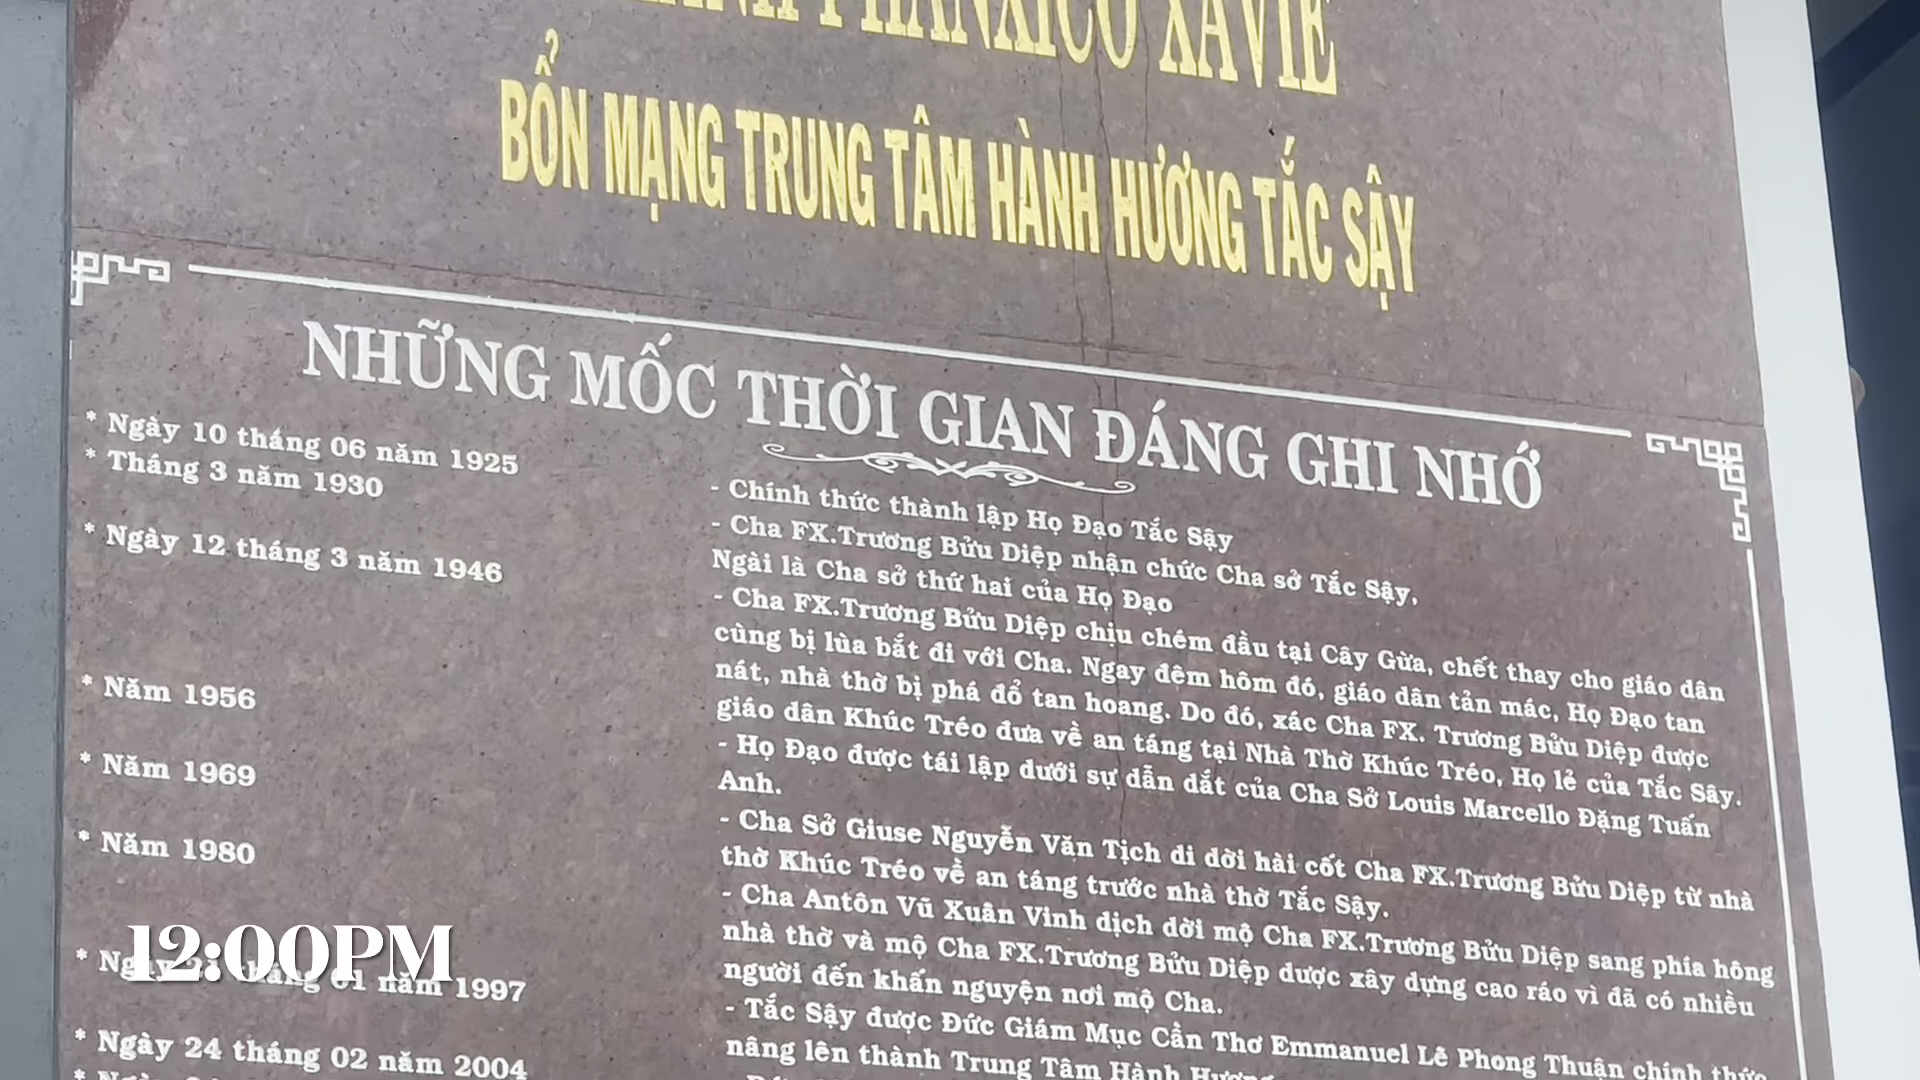 PHANXICÔ XAVIE
BỔN MẠNG TRUNG TÂM HÀNH HƯƠNG TẮC SẬY
NHỮNG MỐC THỜI GIAN ĐÁNG GHI NHỚ
* Ngày 10 tháng 06 năm 1925
- Chính thức thành lập Họ Đạo Tắc Sậy
* Tháng 3 năm 1930
- Cha FX.Trương Bửu Diệp nhận chức Cha sở Tắc Sậy,
Ngài là Cha sở thứ hai của Họ Đạo
* Ngày 12 tháng 3 năm 1946
- Cha FX.Trương Bửu Diệp chịu chém đầu tại Cây Gừa, chết thay cho giáo dân
cùng bị lùa bắt đi với Cha. Ngay đêm hôm đó, giáo dân tản mác, Họ Đạo tan
nát, nhà thờ bị phá đổ tan hoang. Do đó, xác Cha FX. Trương Bửu Diệp được
giáo dân Khúc Tréo đưa về an táng tại Nhà Thờ Khúc Tréo, Họ lẻ của Tắc Sậy.
* Năm 1956
- Họ Đạo được tái lập dưới sự dẫn dắt của Cha Sở Louis Marcello Đặng Tuấn
Anh.
* Năm 1969
- Cha Sở Giuse Nguyễn Văn Tịch di dời hài cốt Cha FX.Trương Bửu Diệp từ nhà
thờ Khúc Tréo về an táng trước nhà thờ Tắc Sậy.
* Năm 1980
- Cha Antôn Vũ Xuân Vinh dịch dời mộ Cha FX.Trương Bửu Diệp sang phía hông
nhà thờ và mộ Cha FX.Trương Bửu Diệp được xây dựng cao ráo vì đã có nhiều
người đến khấn nguyện nơi mộ Cha.
* Ngày tháng 01 năm 1997
- Tắc Sậy được Đức Giám Mục Cần Thơ Emmanuel Lê Phong Thuận chính thức
nâng lên thành Trung Tâm Hành Hương
* Ngày 24 tháng 02 năm 2004
12:00PM